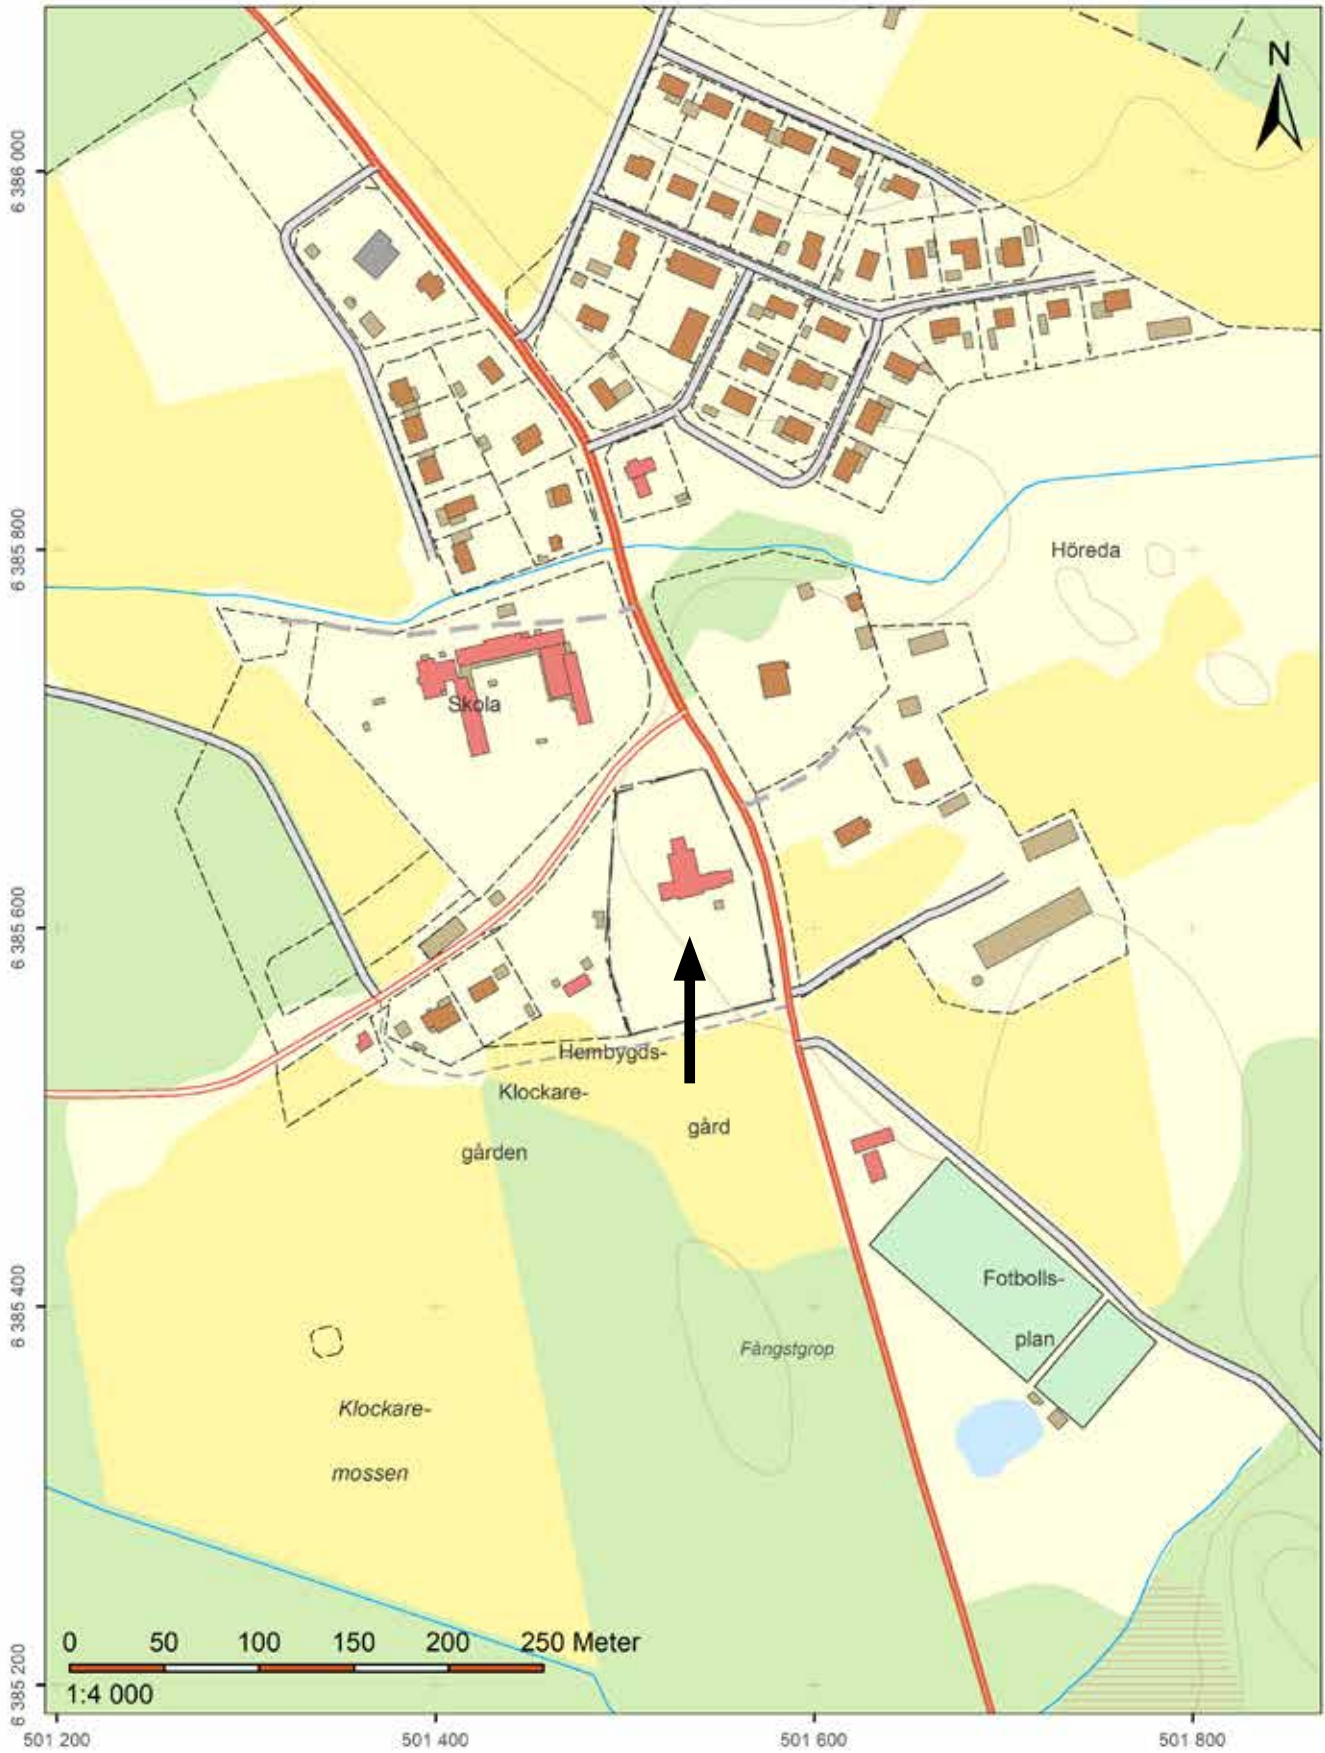 N
6 386 000
6 385 800
Höreda
Skola
6 385 600
Hembygds-
Klockare-
gård
gården
Fotbolls-
6 385 400
plan
Fångstgrop
Klockare-
mossen
0 50 100 150 200 250 Meter
1:4 000
6 385 200
501 200 501 400 501 600 501 800